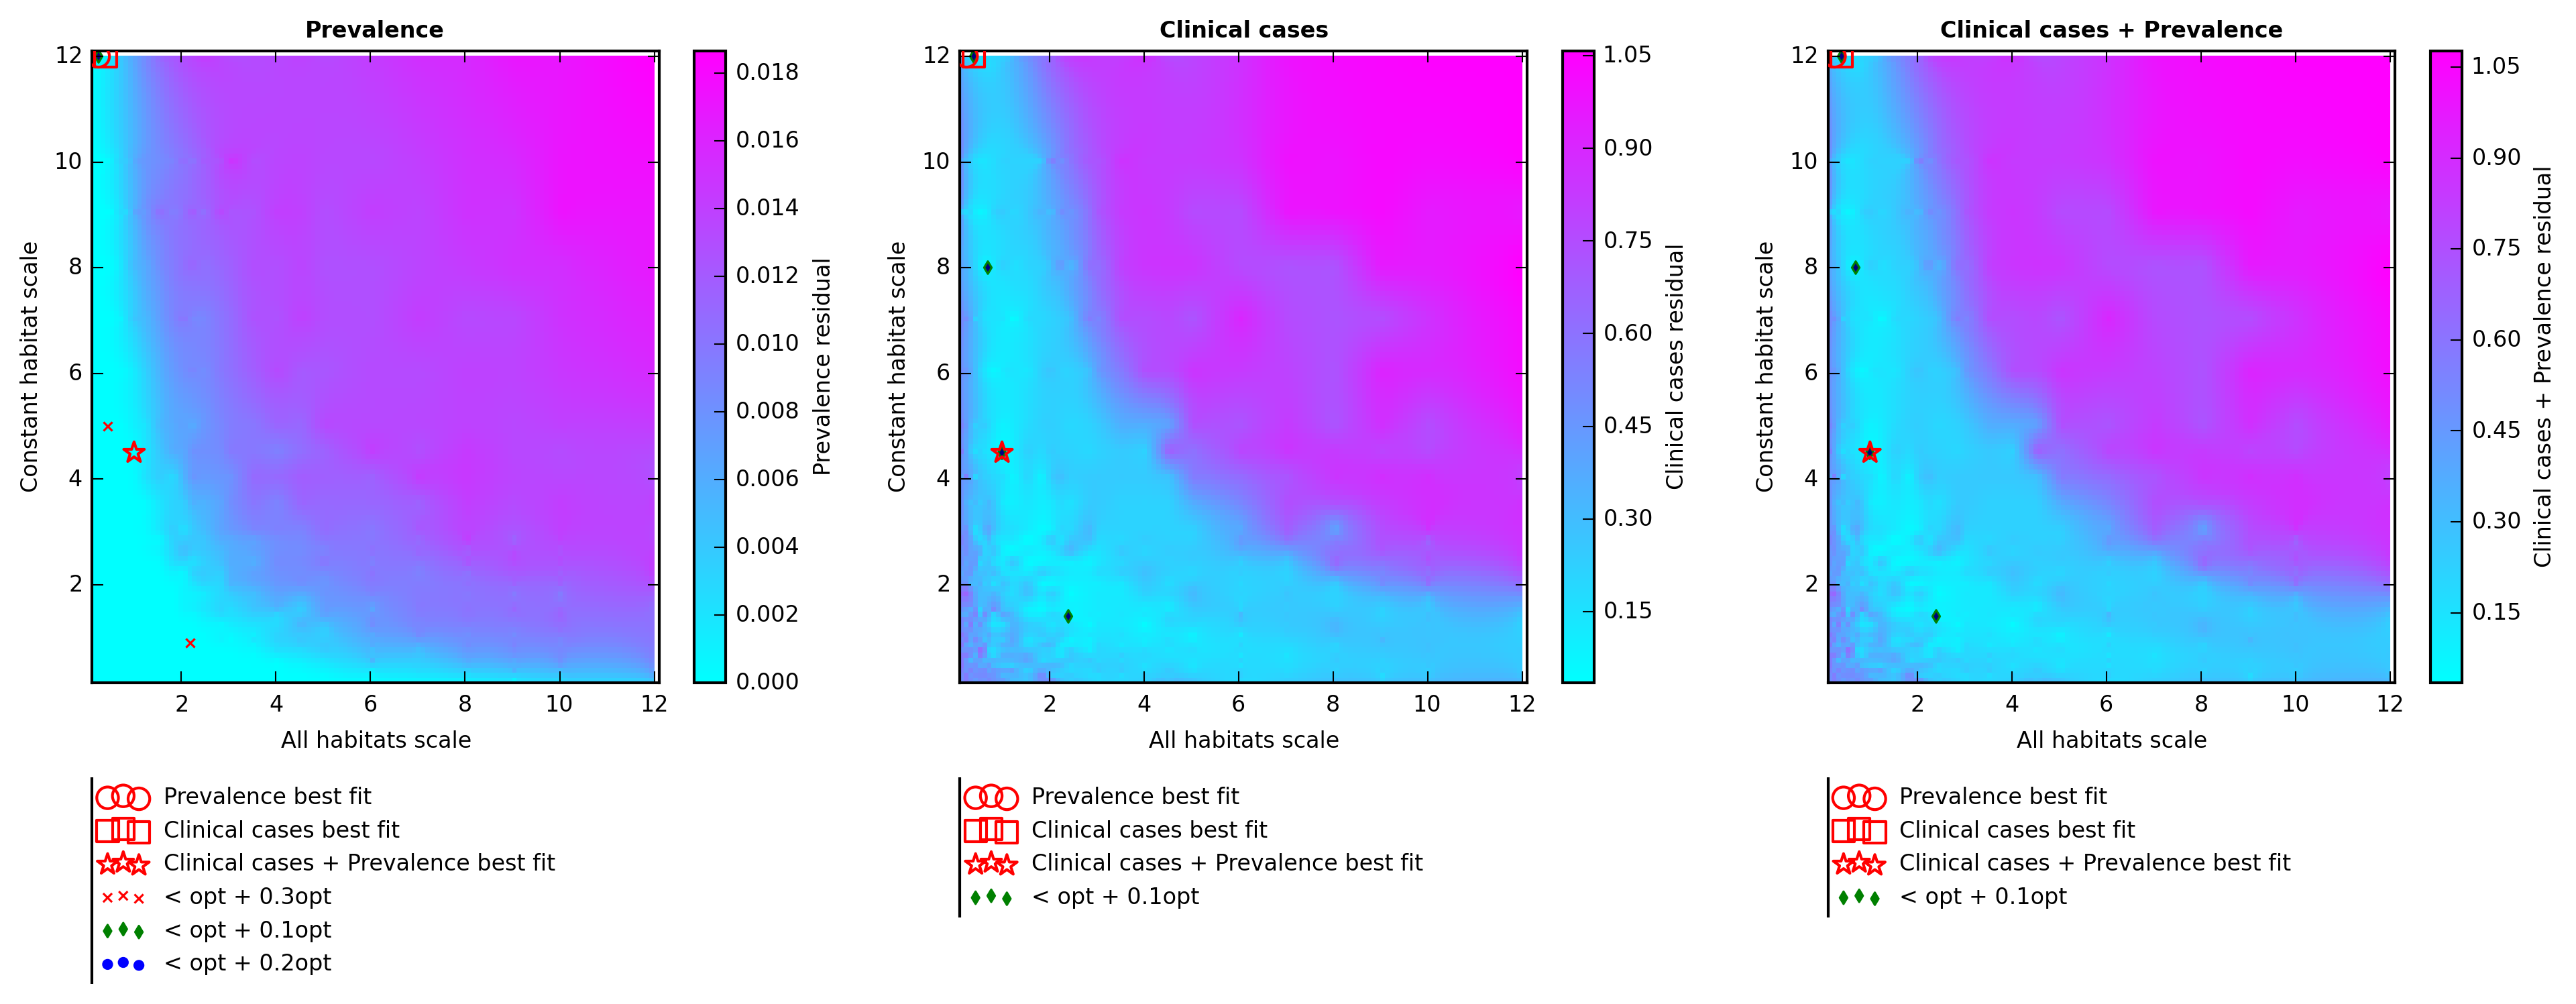 Prevalence
12
10
8
6
4
2
2 4 6 8 10 12
Constant habitat scale
All habitats scale
0.018
0.016
0.014
0.012
0.010
0.008
0.006
0.004
0.002
0.000
Prevalence residual
Prevalence best fit
Clinical cases best fit
Clinical cases + Prevalence best fit
< opt + 0.3opt
< opt + 0.1opt
< opt + 0.2opt
Clinical cases
12
10
8
6
4
2
2 4 6 8 10 12
Constant habitat scale
All habitats scale
1.05
0.90
0.75
0.60
0.45
0.30
0.15
Clinical cases residual
Prevalence best fit
Clinical cases best fit
Clinical cases + Prevalence best fit
< opt + 0.1opt
Clinical cases + Prevalence
12
10
8
6
4
2
2 4 6 8 10 12
Constant habitat scale
All habitats scale
1.05
0.90
0.75
0.60
0.45
0.30
0.15
Clinical cases + Prevalence residual
Prevalence best fit
Clinical cases best fit
Clinical cases + Prevalence best fit
< opt + 0.1opt